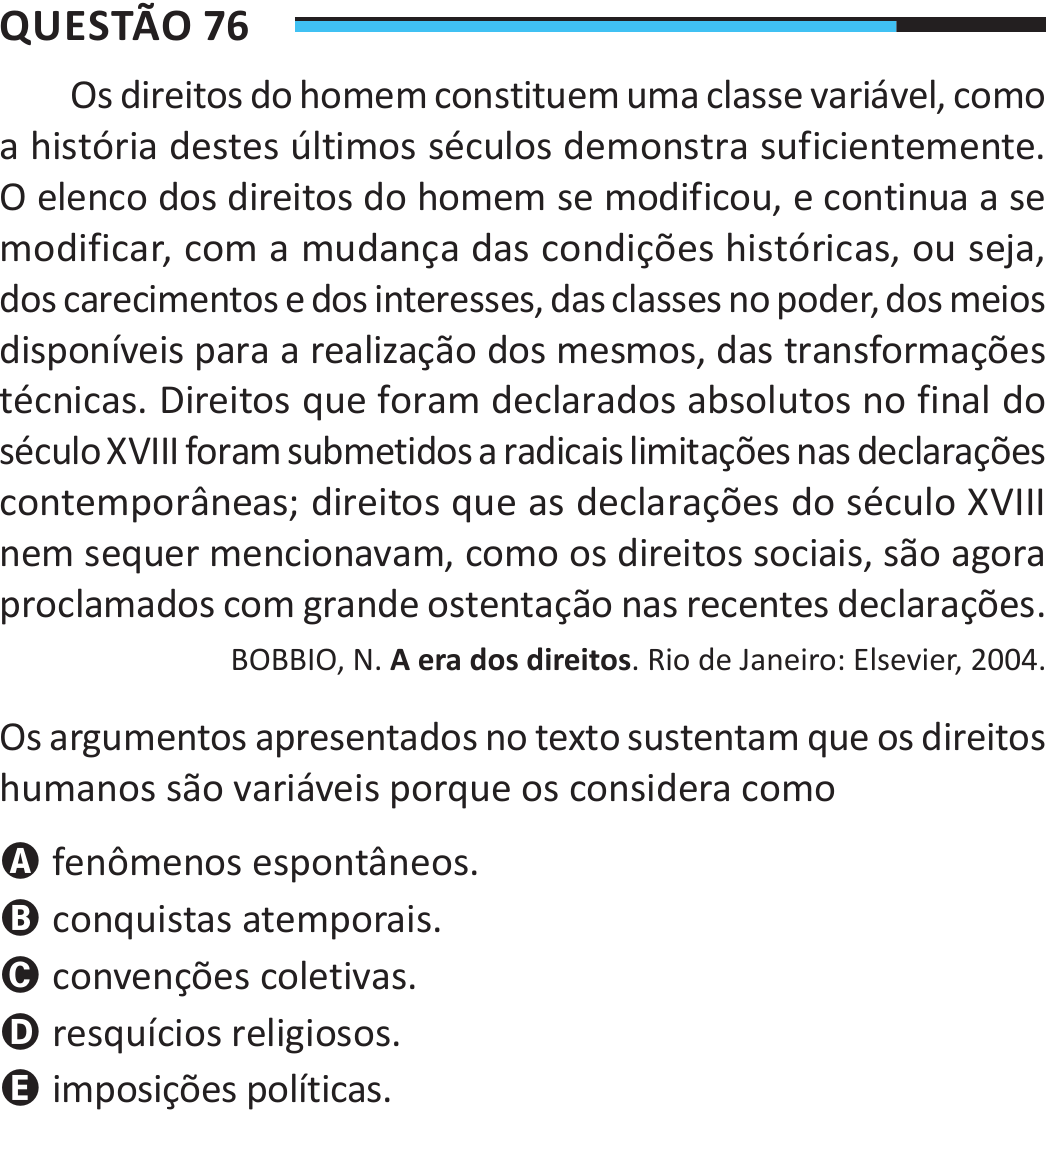 QUESTÃO 76
Os direitos do homem constituem uma classe variável, como
a história destes últimos séculos demonstra suficientemente.
O elenco dos direitos do homem se modificou, e continua a se
modificar, com a mudança das condições históricas, ou seja,
dos carecimentos e dos interesses, das classes no poder, dos meios
disponíveis para a realização dos mesmos, das transformações
técnicas. Direitos que foram declarados absolutos no final do
século XVIII foram submetidos a radicais limitações nas declarações
contemporâneas; direitos que as declarações do século XVIII
nem sequer mencionavam, como os direitos sociais, são agora
proclamados com grande ostentação nas recentes declarações.
BOBBIO, N. A era dos direitos. Rio de Janeiro: Elsevier, 2004.
Os argumentos apresentados no texto sustentam que os direitos
humanos são variáveis porque os considera como
A fenômenos espontâneos.
B conquistas atemporais.
C convenções coletivas.
D resquícios religiosos.
E imposições políticas.